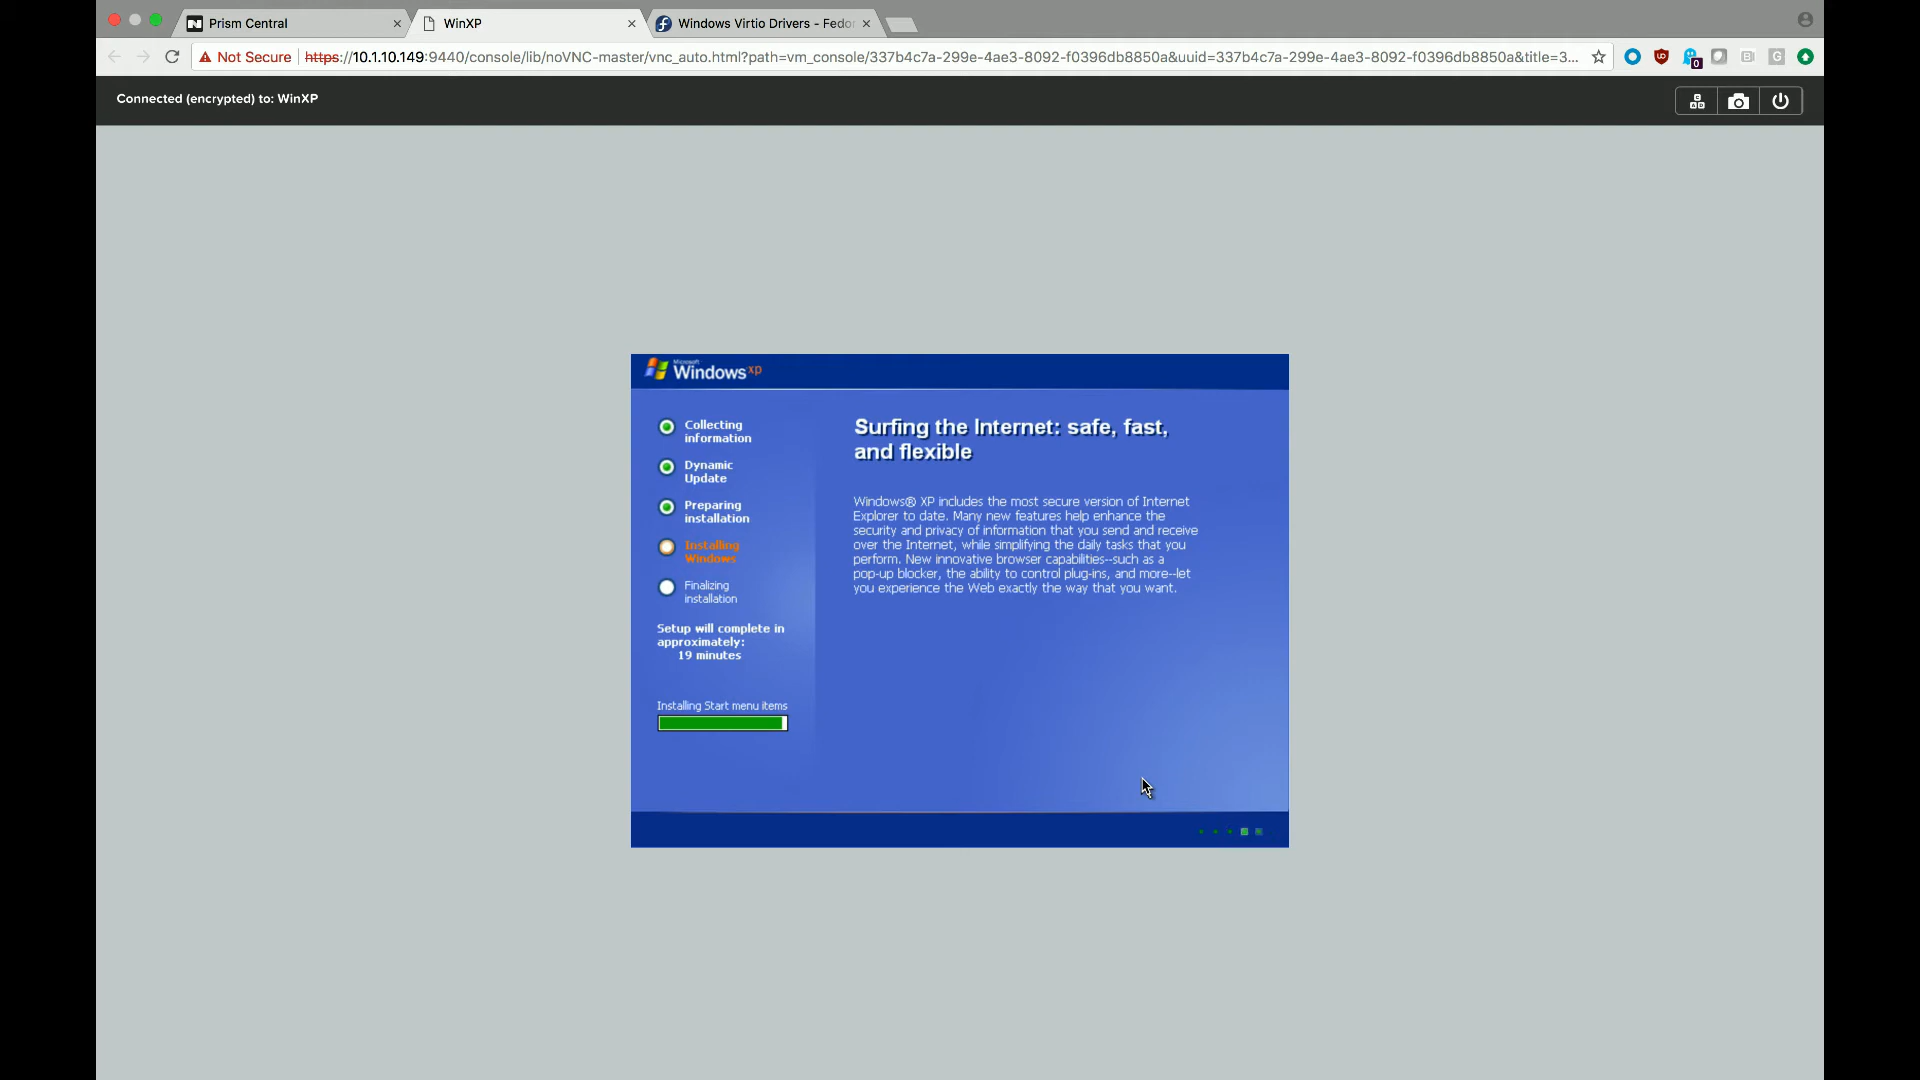 Prism Central
WinXP
Windows Virtio Drivers - Fedo
Not Secure
https://10.1.10.149:9440/console/lib/noVNC-master/vnc_auto.html?path=vm_console/337b4c7a-299e-4ae3-8092-f0396db8850a&uuid=337b4c7a-299e-4ae3-8092-f0396db8850a&title=3...
0
Connected (encrypted) to: WinXP
Microsoft
Windows xp
Collecting
information
Dynamic
Update
Preparing
installation
Installing
Windows
Finalizing
installation
Setup will complete in
approximately:
19 minutes
Installing Start menu items
Surfing the Internet: safe, fast,
and flexible
Windows® XP includes the most secure version of Internet
Explorer to date. Many new features help enhance the
security and privacy of information that you send and receive
over the Internet, while simplifying the daily tasks that you
perform. New innovative browser capabilities--such as a
pop-up blocker, the ability to control plug-ins, and more--let
you experience the Web exactly the way that you want.